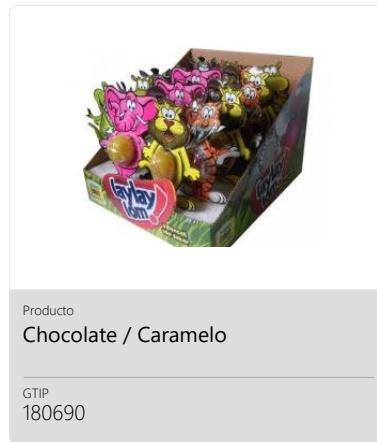 laylay
lom!
Producto
Chocolate / Caramelo
GTIP
180690